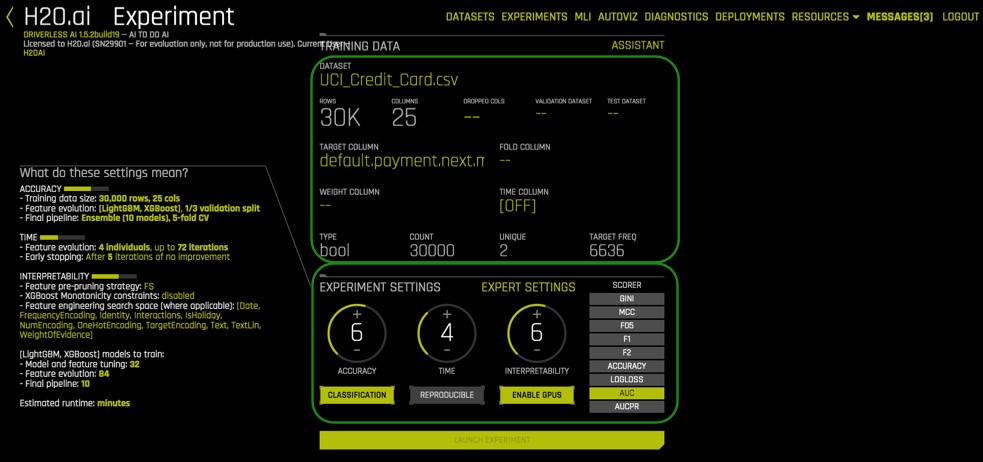 H2O.ai Experiment
DATASETS EXPERIMENTS MLI AUTOVIZ DIAGNOSTICS DEPLOYMENTS RESOURCES MESSAGES[3] LOGOUT
DRIVERLESS AI 1.5.2build19 — AI TO DO AI
Licensed to H2O.ai (SN29901 — For evaluation only, not for production use). Current
H2OAI
TRAINING DATA
ASSISTANT
DATASET
UCI_Credit_Card.csv
ROWS COLUMNS DROPPED COLS VALIDATION DATASET TEST DATASET
30K 25 -- -- --
TARGET COLUMN FOLD COLUMN
default.payment.next.m --
WEIGHT COLUMN TIME COLUMN
-- [OFF]
TYPE COUNT UNIQUE TARGET FREQ
bool 30000 2 6636
What do these settings mean?
ACCURACY
- Training data size: 30,000 rows, 25 cols
- Feature evolution: [LightGBM, XGBoost], 1/3 validation split
- Final pipeline: Ensemble (10 models), 5-fold CV
TIME
- Feature evolution: 4 individuals, up to 72 iterations
- Early stopping: After 5 iterations of no improvement
INTERPRETABILITY
- Feature pre-pruning strategy: FS
- XGBoost Monotonicity constraints: disabled
- Feature engineering search space (where applicable): [Date,
FrequencyEncoding, Identity, Interactions, IsHoliday,
NumEncoding, OneHotEncoding, TargetEncoding, Text, TextLin,
WeightOfEvidence]
[LightGBM, XGBoost] models to train:
- Model and feature tuning: 32
- Feature evolution: 84
- Final pipeline: 10
Estimated runtime: minutes
EXPERIMENT SETTINGS EXPERT SETTINGS
+ + +
6 4 6
- - -
ACCURACY TIME INTERPRETABILITY
CLASSIFICATION REPRODUCIBLE ENABLE GPUS
SCORER
GINI
MCC
F05
F1
F2
ACCURACY
LOGLOSS
AUC
AUCPR
LAUNCH EXPERIMENT